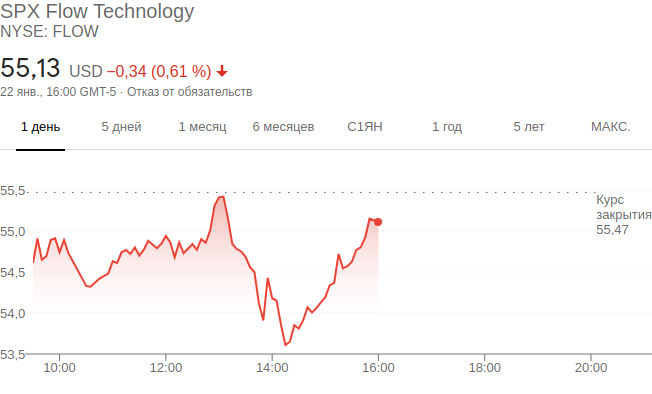 SPX Flow Technology
NYSE: FLOW
55,13 USD −0,34 (0,61 %)
22 янв., 16:00 GMT-5 · Отказ от обязательств
1 день 5 дней 1 месяц 6 месяцев С1ЯН 1 год 5 лет МАКС.
55,5
Курс
закрытия
55,47
55,0
54,5
54,0
53,5
10:00 12:00 14:00 16:00 18:00 20:00